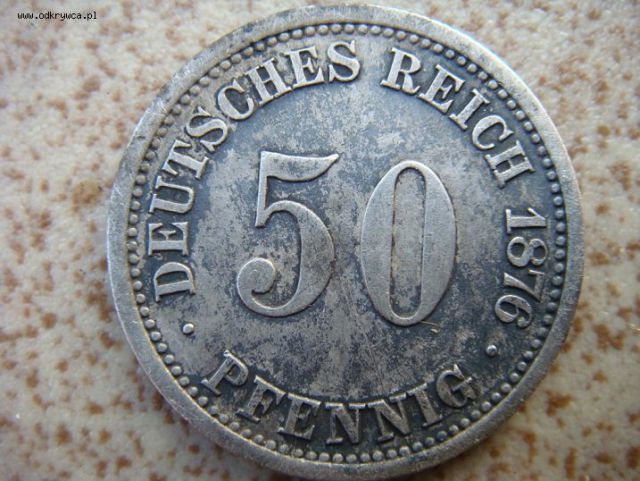 www.odkrywca.pl
· DEUTSCHES REICH 1876 ·
50
PFENNIG